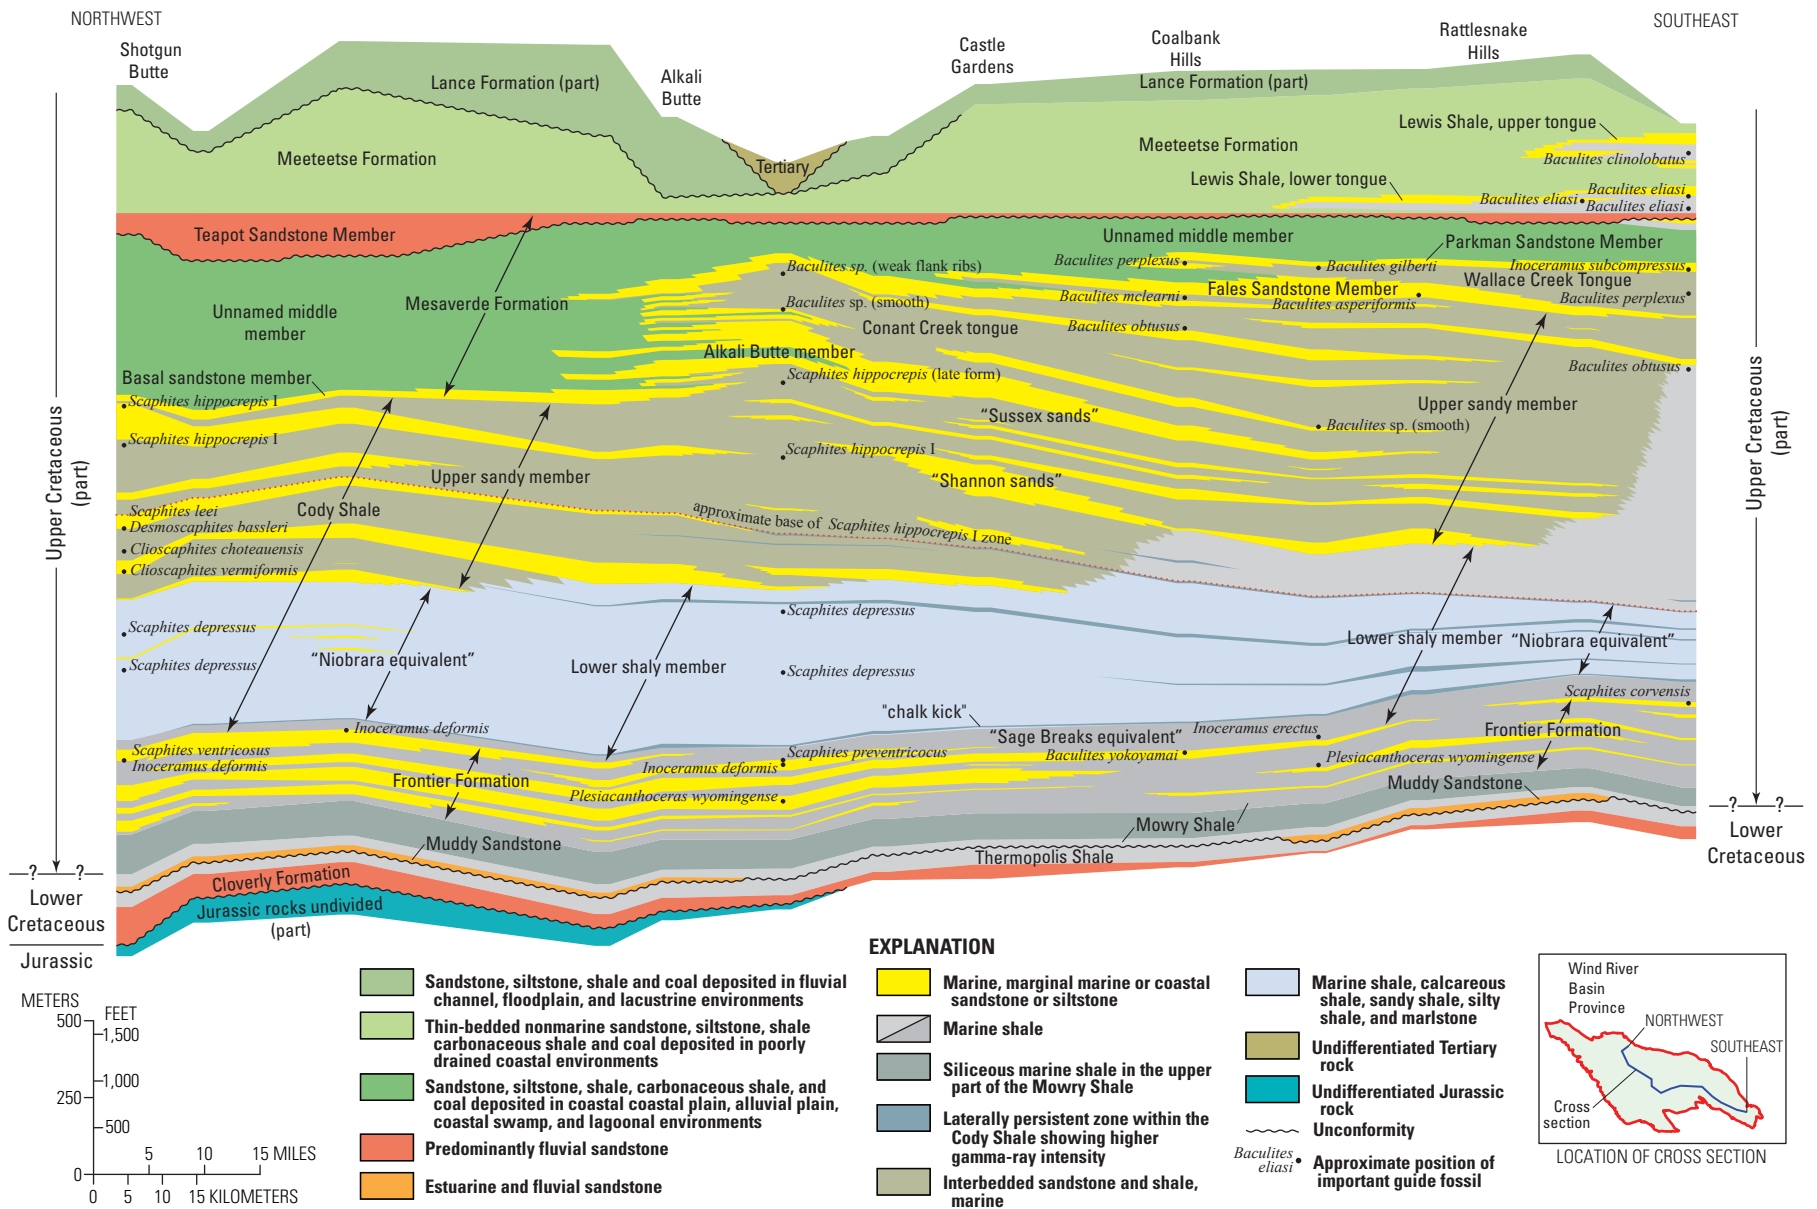 NORTHWEST
SOUTHEAST
Shotgun
Butte
Alkali
Butte
Castle
Gardens
Coalbank
Hills
Rattlesnake
Hills
Lance Formation (part)
Lance Formation (part)
Tertiary
Meeteetse Formation
Meeteetse Formation
Lewis Shale, upper tongue
Baculites clinolobatus
Lewis Shale, lower tongue
Baculites eliasi
Baculites eliasi
Baculites eliasi
Teapot Sandstone Member
Unnamed middle member
Parkman Sandstone Member
Baculites sp. (weak flank ribs)
Baculites perplexus
Baculites gilberti
Inoceramus subcompressus
Wallace Creek Tongue
Mesaverde Formation
Fales Sandstone Member
Baculites sp. (smooth)
Baculites mclearni
Baculites asperiformis
Baculites perplexus
Unnamed middle
member
Conant Creek tongue
Baculites obtusus
Alkali Butte member
Baculites obtusus
Basal sandstone member
Scaphites hippocrepis (late form)
Scaphites hippocrepis I
"Sussex sands"
Upper sandy member
Baculites sp. (smooth)
Scaphites hippocrepis I
Scaphites hippocrepis I
Upper sandy member
"Shannon sands"
Scaphites leei
Cody Shale
approximate base of Scaphites hippocrepis I zone
Desmoscaphites bassleri
Clioscaphites choteauensis
Clioscaphites vermiformis
Scaphites depressus
Scaphites depressus
Scaphites depressus
Scaphites depressus
"Niobrara equivalent"
Lower shaly member
Lower shaly member
"Niobrara equivalent"
Scaphites corvensis
"chalk kick"
Inoceramus deformis
"Sage Breaks equivalent"
Inoceramus erectus
Frontier Formation
Scaphites ventricosus
Inoceramus deformis
Scaphites preventricocus
Baculites yokoyamai
Plesiacanthoceras wyomingense
Inoceramus deformis
Frontier Formation
Plesiacanthoceras wyomingense
Muddy Sandstone
Mowry Shale
Muddy Sandstone
Thermopolis Shale
Cloverly Formation
Jurassic rocks undivided
(part)
Upper Cretaceous
(part)
?
?
Lower
Cretaceous
Jurassic
Upper Cretaceous
(part)
?
?
Lower
Cretaceous
METERS
FEET
500
1,500
1,000
250
500
0
5
10
15 MILES
0
5
10
15 KILOMETERS
EXPLANATION
Sandstone, siltstone, shale and coal deposited in fluvial
channel, floodplain, and lacustrine environments
Thin-bedded nonmarine sandstone, siltstone, shale
carbonaceous shale and coal deposited in poorly
drained coastal environments
Sandstone, siltstone, shale, carbonaceous shale, and
coal deposited in coastal coastal plain, alluvial plain,
coastal swamp, and lagoonal environments
Predominantly fluvial sandstone
Estuarine and fluvial sandstone
Marine, marginal marine or coastal
sandstone or siltstone
Marine shale
Siliceous marine shale in the upper
part of the Mowry Shale
Laterally persistent zone within the
Cody Shale showing higher
gamma-ray intensity
Interbedded sandstone and shale,
marine
Marine shale, calcareous
shale, sandy shale, silty
shale, and marlstone
Undifferentiated Tertiary
rock
Undifferentiated Jurassic
rock
Unconformity
Baculites
eliasi
Approximate position of
important guide fossil
Wind River
Basin
Province
NORTHWEST
SOUTHEAST
Cross
section
LOCATION OF CROSS SECTION